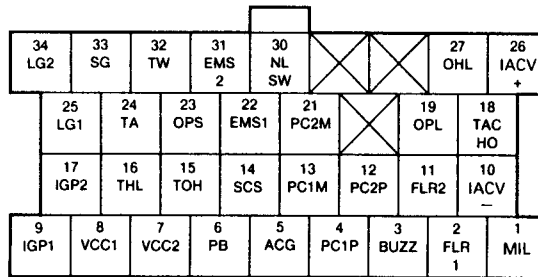 34 33 32 31 30 27 26
LG2 SG TW EMS 2 NL SW OHL IACV +
25 24 23 22 21 19 18
LG1 TA OPS EMS1 PC2M OPL TAC HO
17 16 15 14 13 12 11 10
IGP2 THL TOH SCS PC1M PC2P FLR2 IACV –
9 8 7 6 5 4 3 2 1
IGP1 VCC1 VCC2 PB ACG PC1P BUZZ FLR 1 MIL